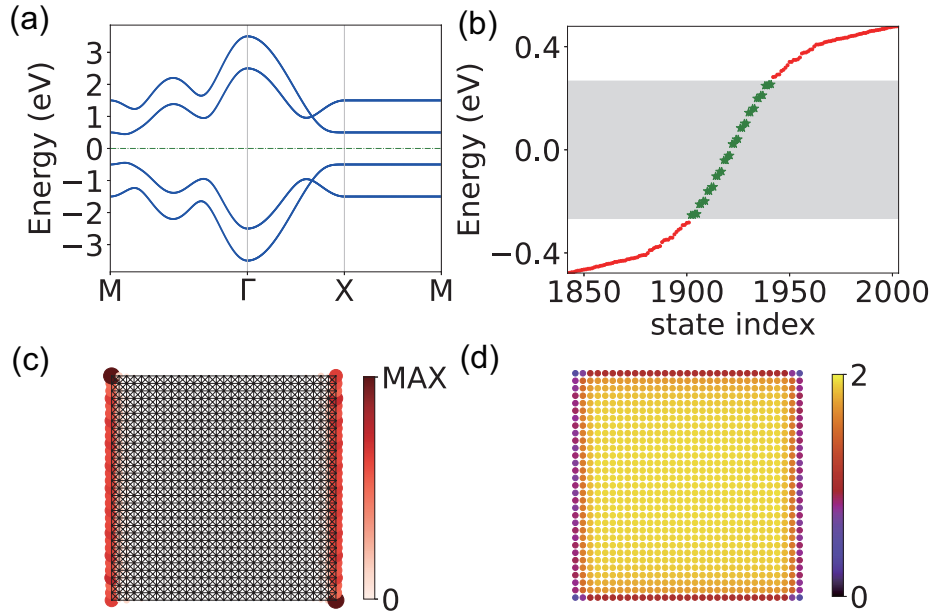 (a)
Energy (eV)
3
2
1
0
−1
−2
−3
M
Γ
X
M
(b)
Energy (eV)
0.4
0.0
−0.4
1850
1900
1950
2000
state index
(c)
MAX
0
(d)
2
0